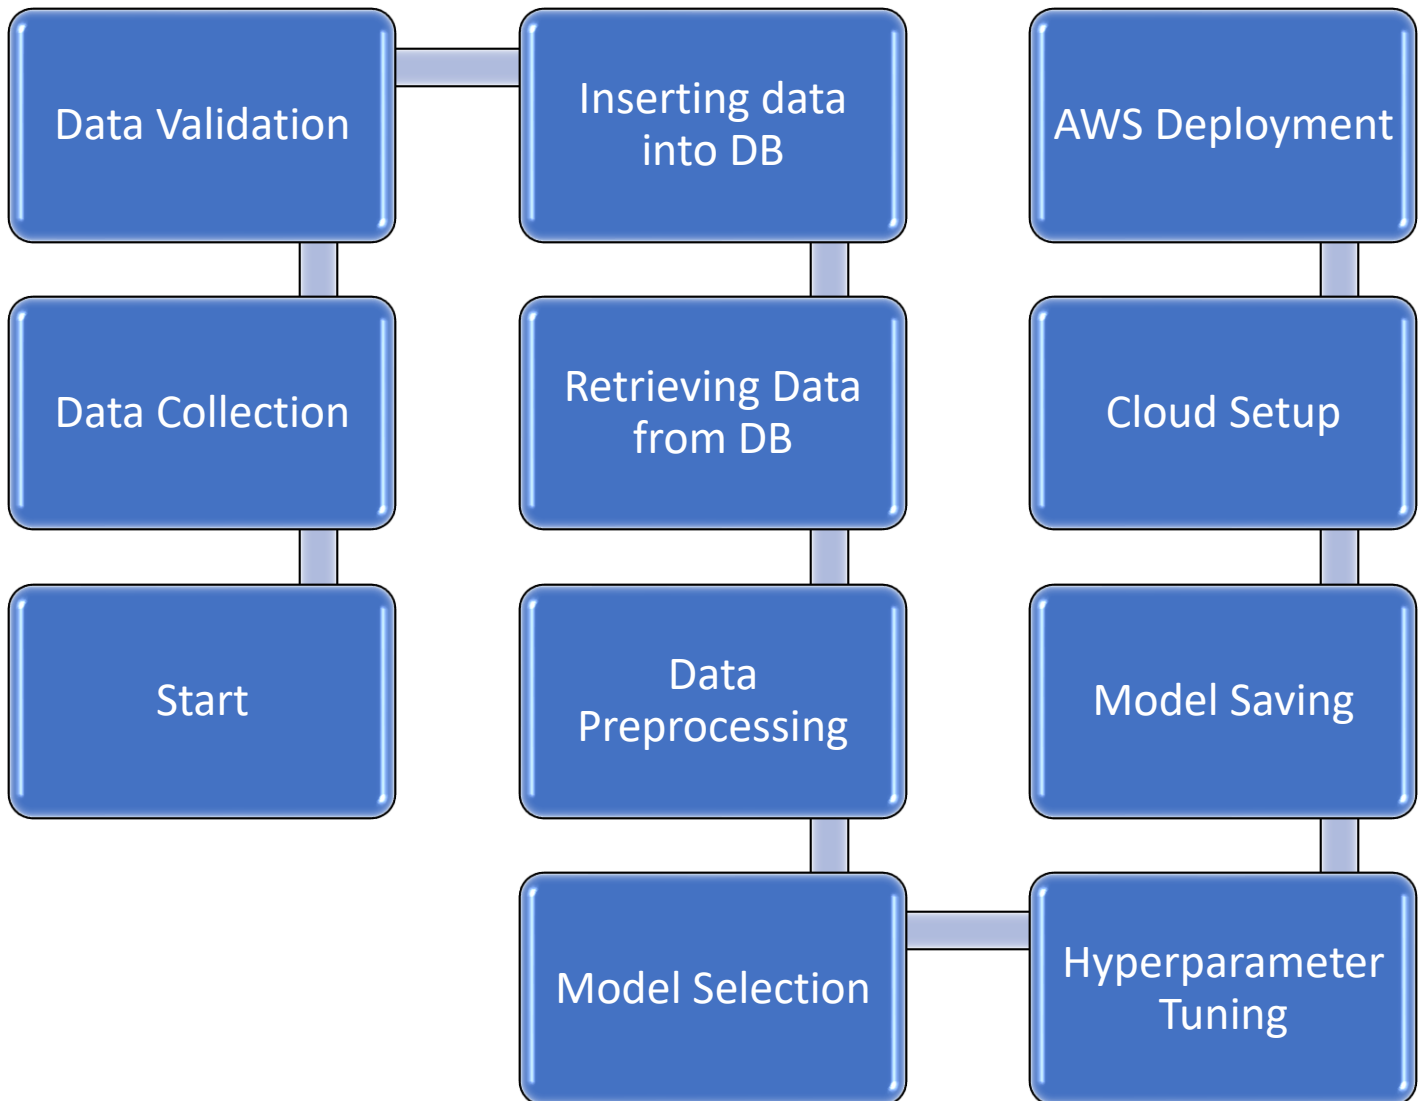 Data Validation
Inserting data
into DB
AWS Deployment
Data Collection
Retrieving Data
from DB
Cloud Setup
Start
Data
Preprocessing
Model Saving
Model Selection
Hyperparameter
Tuning